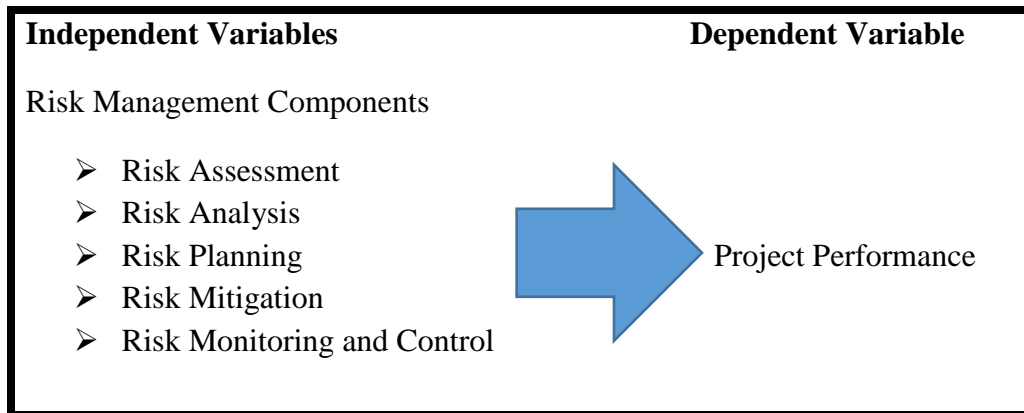 Independent Variables
Dependent Variable
Risk Management Components
➢ Risk Assessment
➢ Risk Analysis
➢ Risk Planning
➢ Risk Mitigation
➢ Risk Monitoring and Control
Project Performance